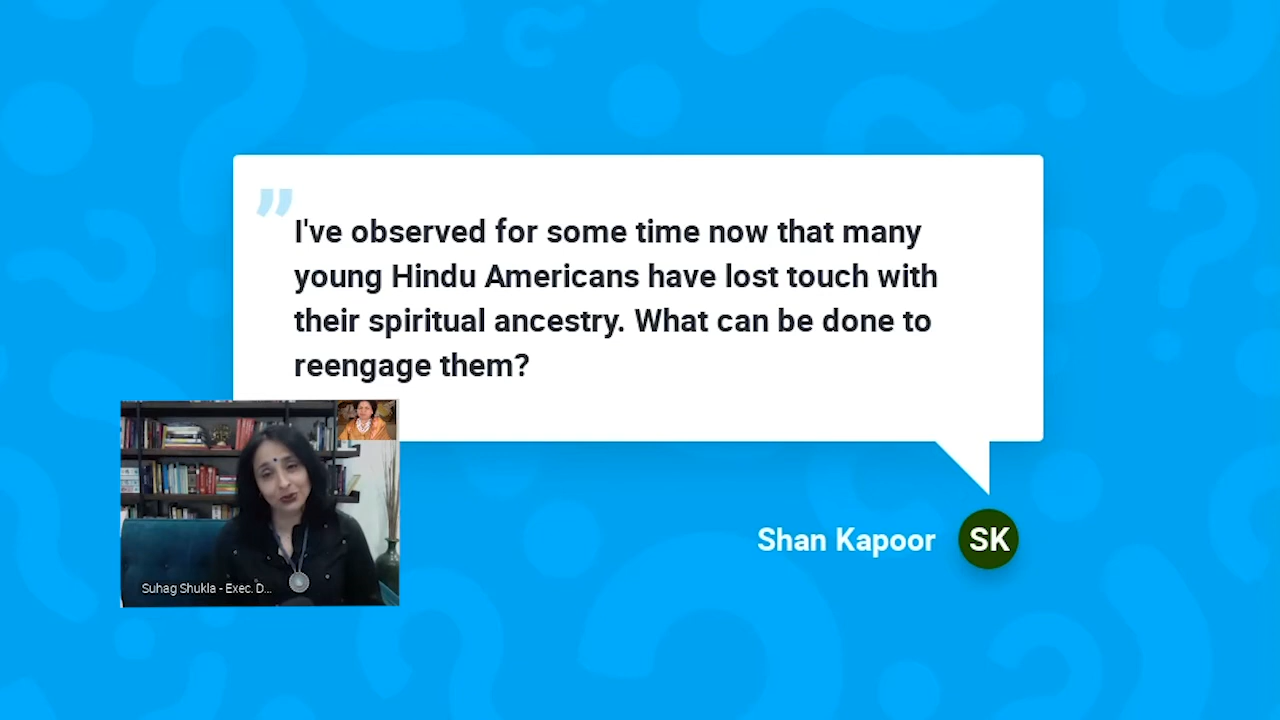 ”
I've observed for some time now that many
young Hindu Americans have lost touch with
their spiritual ancestry. What can be done to
reengage them?
Suhag Shukla - Exec. D...
Shan Kapoor
SK